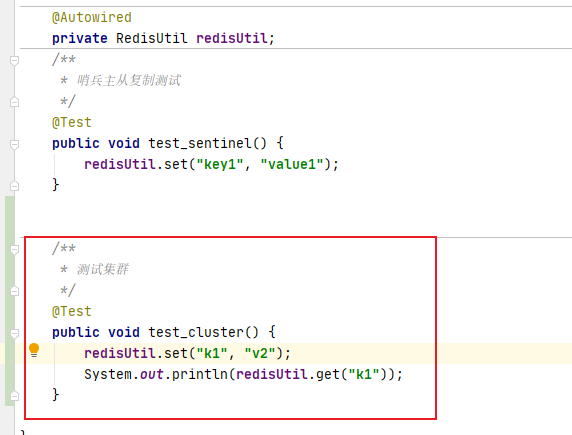 @Autowired
private RedisUtil redisUtil;
/**
* 哨兵主从复制测试
*/
@Test
public void test_sentinel() {
redisUtil.set("key1", "value1");
}
/**
* 测试集群
*/
@Test
public void test_cluster() {
redisUtil.set("k1", "v2");
System.out.println(redisUtil.get("k1"));
}
}